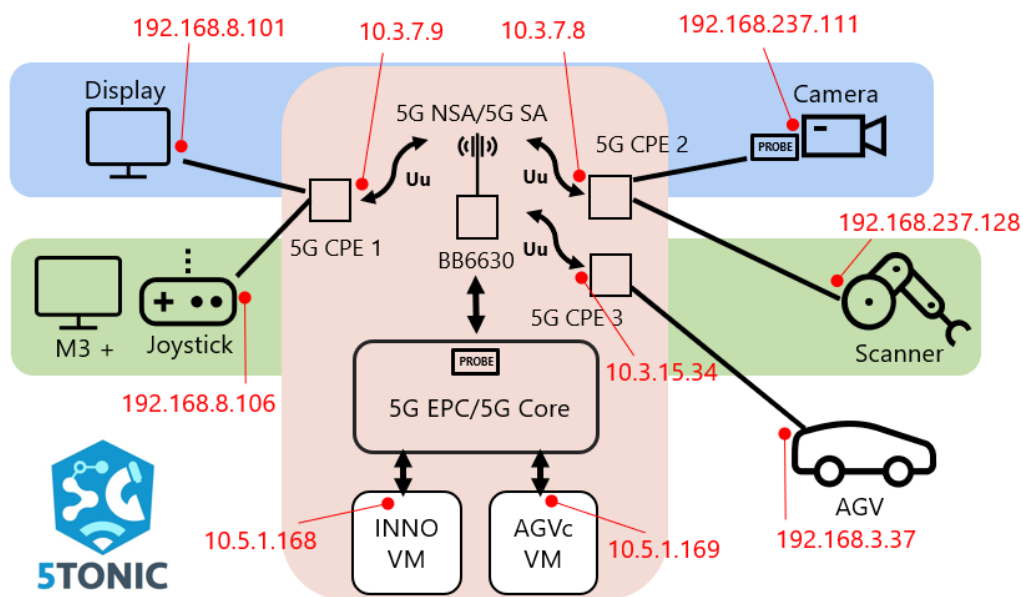 192.168.8.101
10.3.7.9
10.3.7.8
192.168.237.111
Display
5G NSA/5G SA
Camera
5G CPE 2
PROBE
Uu
Uu
5G CPE 1
BB6630
Uu
192.168.237.128
5G CPE 3
M3 +
Joystick
PROBE
10.3.15.34
Scanner
192.168.8.106
5G EPC/5G Core
AGV
10.5.1.168
INNO
VM
AGVc
VM
10.5.1.169
192.168.3.37
5TONIC